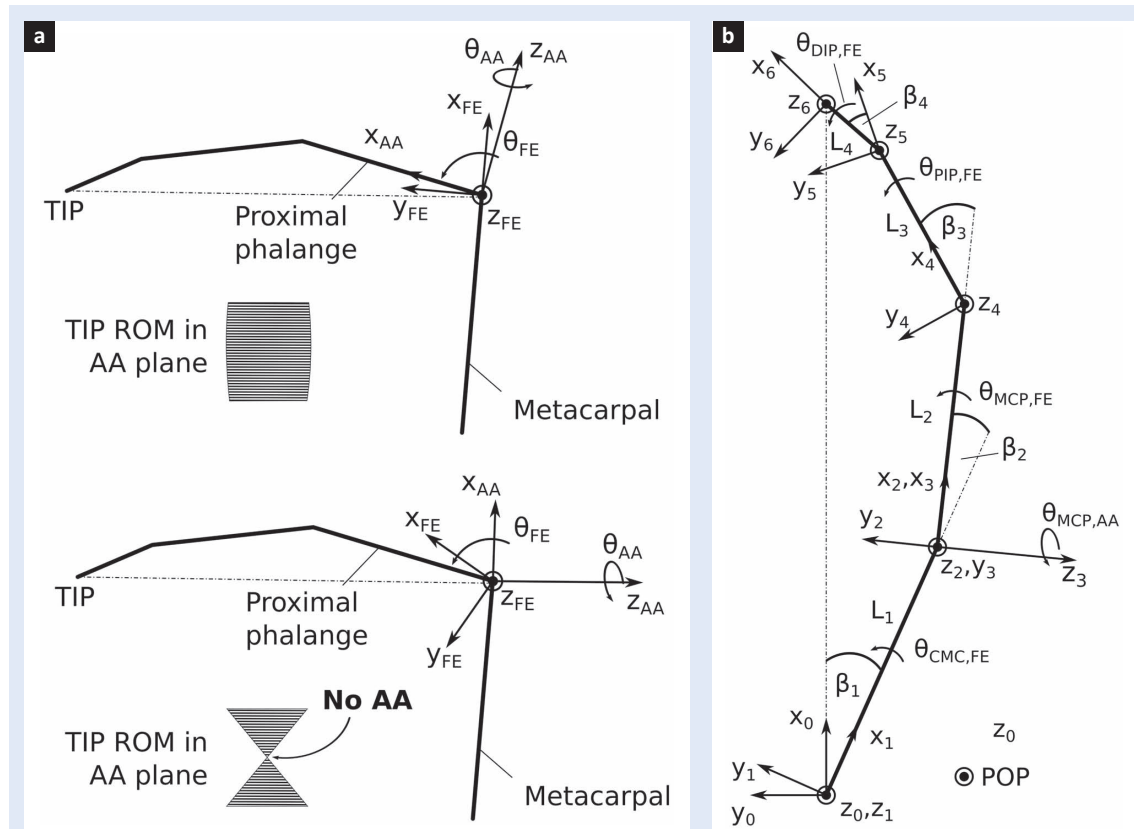 a
θAA
zAA
xFE
xAA
θFE
yFE
zFE
TIP
Proximal
phalange
TIP ROM in
AA plane
Metacarpal
xAA
xFE
θFE
θAA
TIP
Proximal
phalange
zFE
zAA
yFE
No AA
TIP ROM in
AA plane
Metacarpal
b
θDIP,FE
x6
x5
z6
β4
z5
y6
L4
y5
θPIP,FE
L3
β3
x4
z4
y4
θMCP,FE
L2
β2
x2,x3
θMCP,AA
y2
z2,y3
z3
L1
θCMC,FE
β1
x0
x1
z0
y1
POP
y0
z0,z1